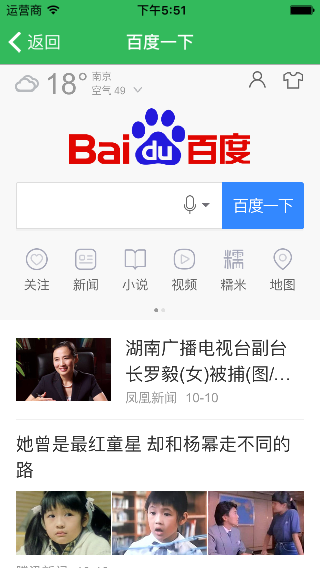 运营商 下午5:51
返回 百度一下
18° 南京
空气 49
Bai du 百度
百度一下
关注 新闻 小说 视频 糯米 地图
湖南广播电视台副台
长罗毅(女)被捕(图/...
凤凰新闻 10-10
她曾是最红童星 却和杨幂走不同的
路